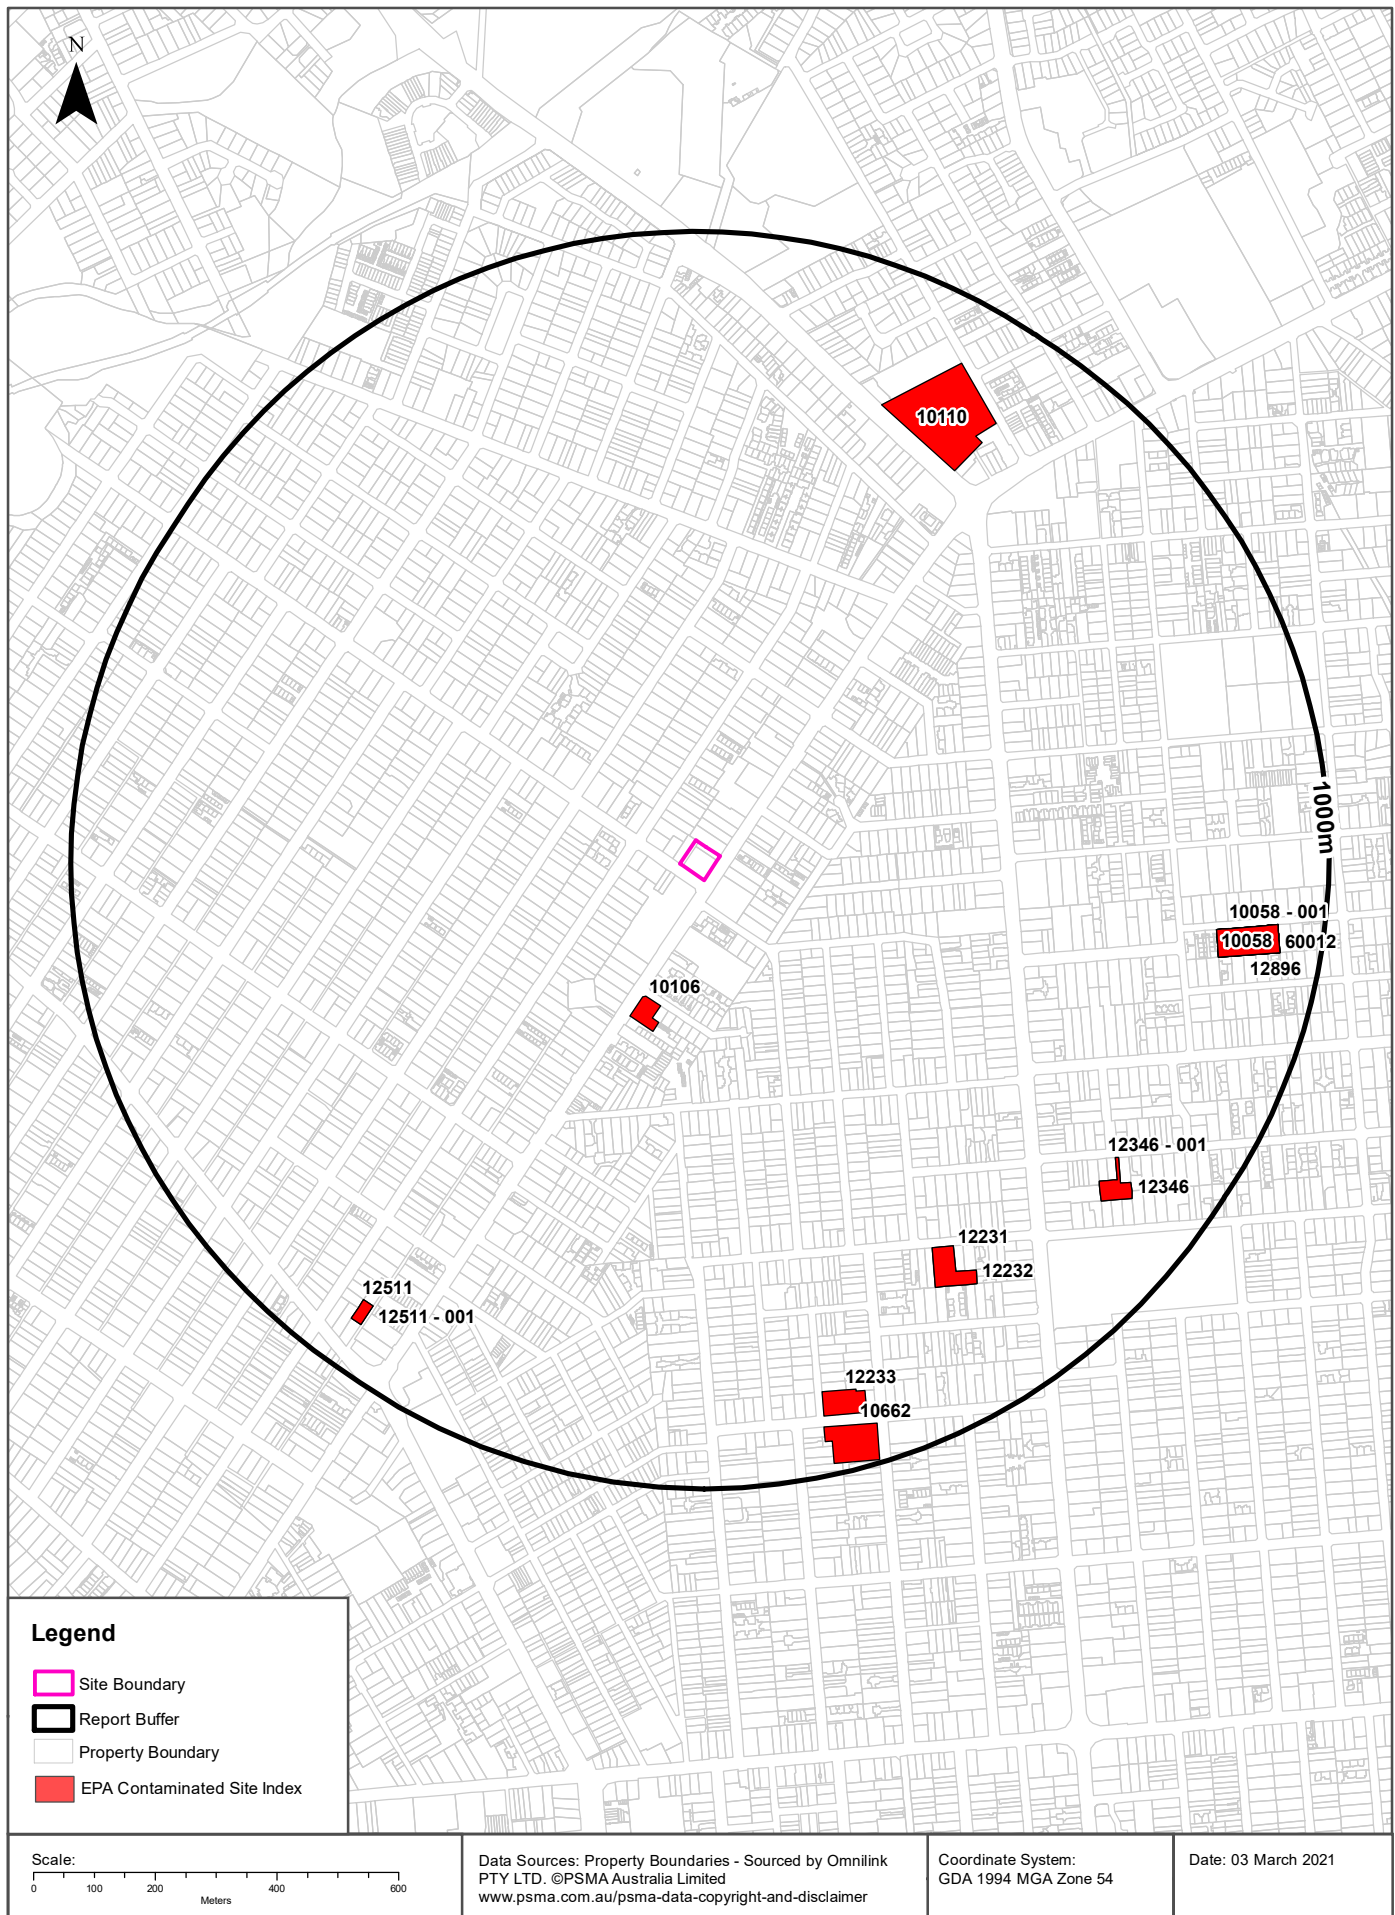 N
10110
1000m
10058 - 001
10058
60012
12896
10106
12346 - 001
12346
12231
12232
12511
12511 - 001
12233
10662
Legend
Site Boundary
Report Buffer
Property Boundary
EPA Contaminated Site Index
Scale:
0 100 200 400 600
Meters
Data Sources: Property Boundaries - Sourced by Omnilink
PTY LTD. ©PSMA Australia Limited
www.psma.com.au/psma-data-copyright-and-disclaimer
Coordinate System:
GDA 1994 MGA Zone 54
Date: 03 March 2021